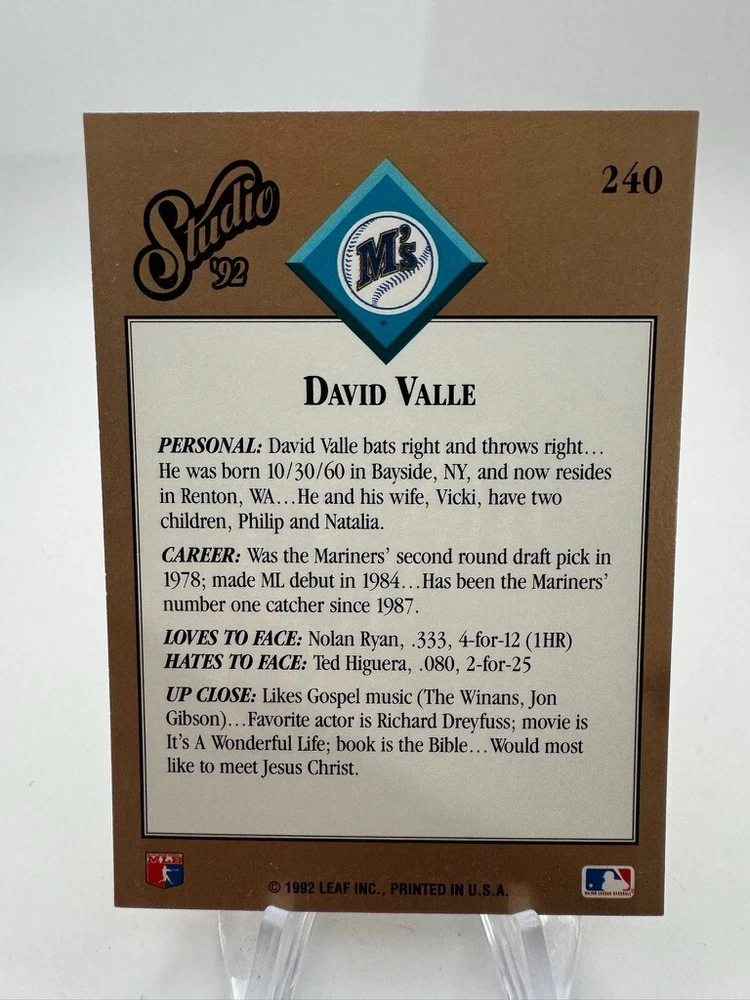 Studio
'92
240
M's
DAVID VALLE
PERSONAL: David Valle bats right and throws right...
He was born 10/30/60 in Bayside, NY, and now resides
in Renton, WA...He and his wife, Vicki, have two
children, Philip and Natalia.
CAREER: Was the Mariners' second round draft pick in
1978; made ML debut in 1984...Has been the Mariners'
number one catcher since 1987.
LOVES TO FACE: Nolan Ryan, .333, 4-for-12 (1HR)
HATES TO FACE: Ted Higuera, .080, 2-for-25
UP CLOSE: Likes Gospel music (The Winans, Jon
Gibson)...Favorite actor is Richard Dreyfuss; movie is
It's A Wonderful Life; book is the Bible...Would most
like to meet Jesus Christ.
© 1992 LEAF INC., PRINTED IN U.S.A.
MAJOR LEAGUE BASEBALL